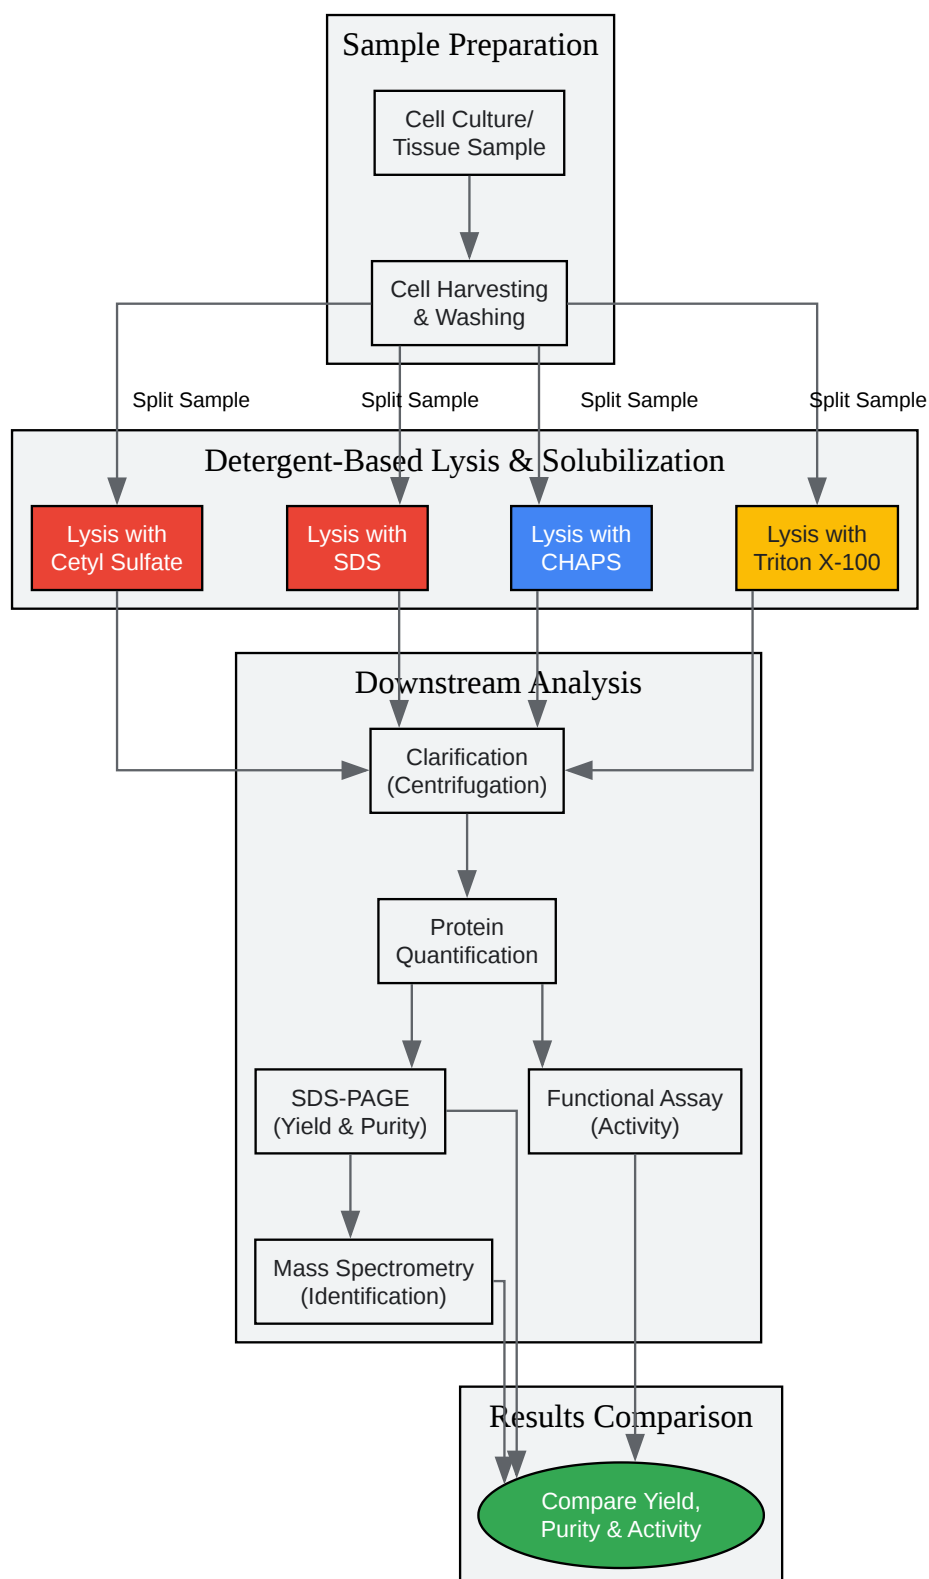 Sample Preparation
Cell Culture/
Tissue Sample
Cell Harvesting
& Washing
Split Sample
Split Sample
Split Sample
Split Sample
Detergent-Based Lysis & Solubilization
Lysis with
Cetyl Sulfate
Lysis with
SDS
Lysis with
CHAPS
Lysis with
Triton X-100
Downstream Analysis
Clarification
(Centrifugation)
Protein
Quantification
SDS-PAGE
(Yield & Purity)
Functional Assay
(Activity)
Mass Spectrometry
(Identification)
Results Comparison
Compare Yield,
Purity & Activity